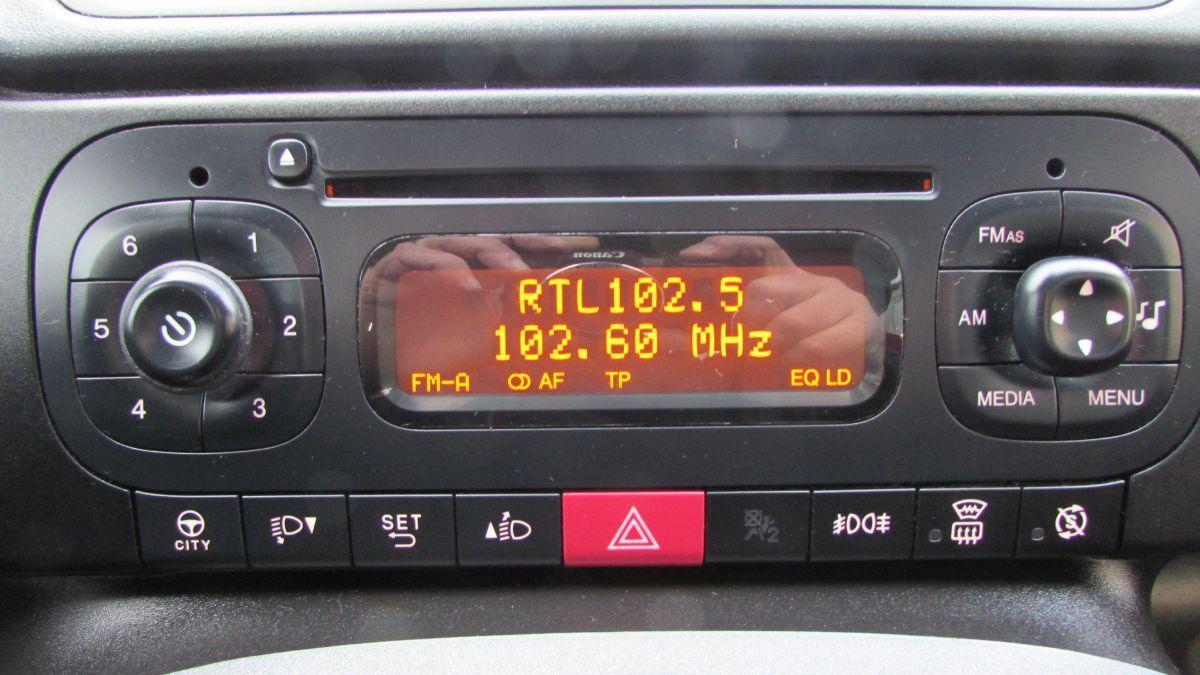 Canon
6
1
5
2
4
3
RTL102.5
102.60 MHz
FM-A AF TP EQ LD
FMAS
AM
MEDIA
MENU
CITY
SET